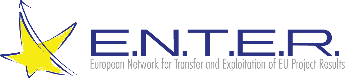 E.N.T.E.R.
European Network for Transfer and Exploitation of EU Project Results